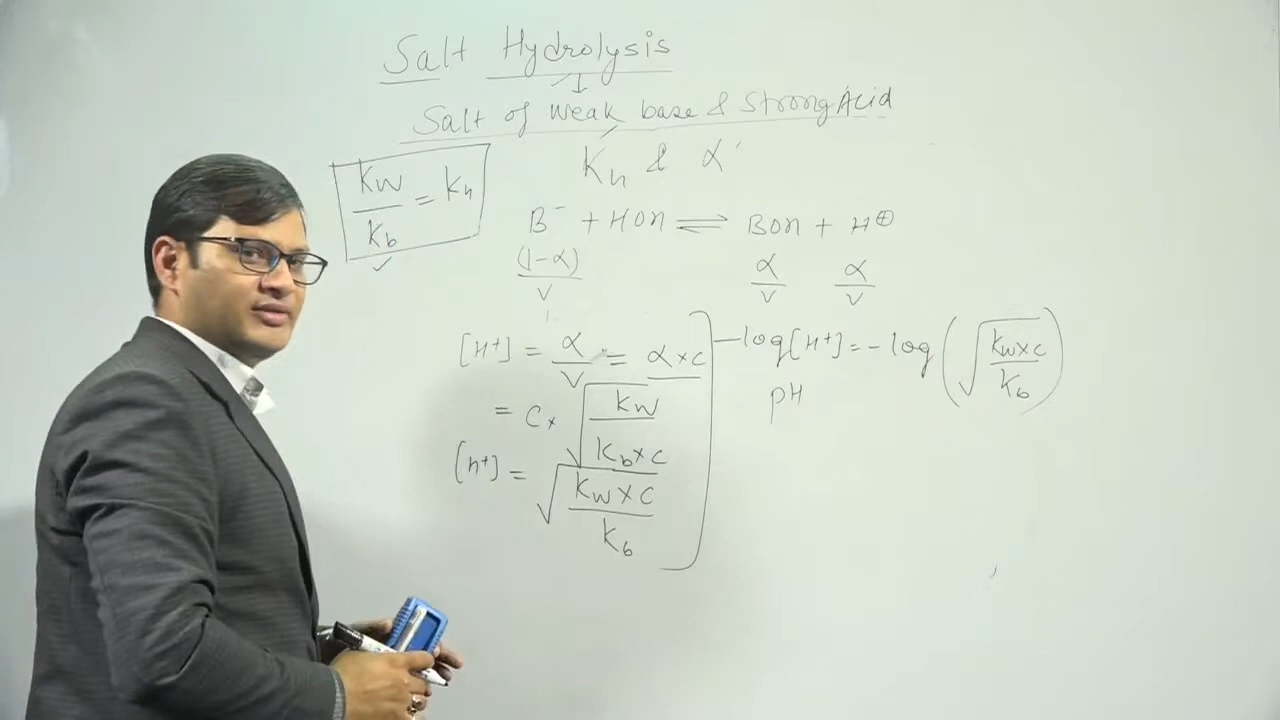 Salt Hydrolysis
Salt of weak base & Strong Acid
Kh & α
Kw/Kb = Kh
B⁻ + HOH ⇌ BOH + H⊕
(1-α)/V α/V α/V
[H+] = α/V = α×c
= C× √(Kw/(Kb×c))
[H+] = √((Kw×c)/Kb)
-log[H+] = -log(√((Kw×c)/Kb))
pH